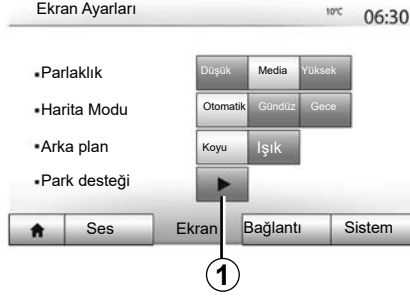 Ekran Ayarları 10℃ 06:30
▪Parlaklık Düşük Media Yüksek
▪Harita Modu Otomatik Gündüz Gece
▪Arka plan Koyu Işık
▪Park desteği
Ses Ekran Bağlantı Sistem
1